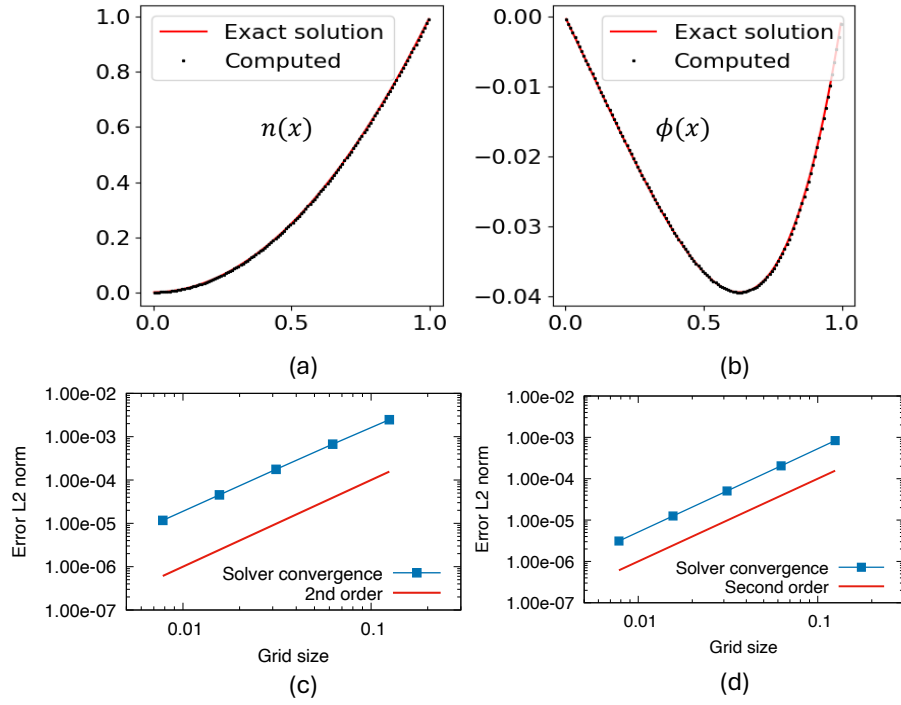 Exact solution
Computed
n(x)
1.0
0.8
0.6
0.4
0.2
0.0
0.0 0.5 1.0
(a)
Exact solution
Computed
ϕ(x)
0.00
−0.01
−0.02
−0.03
−0.04
0.0 0.5 1.0
(b)
1.00e-02
1.00e-03
1.00e-04
1.00e-05
1.00e-06
1.00e-07
Error L2 norm
Solver convergence
2nd order
0.01 0.1
Grid size
(c)
1.00e-02
1.00e-03
1.00e-04
1.00e-05
1.00e-06
1.00e-07
Error L2 norm
Solver convergence
Second order
0.01 0.1
Grid size
(d)